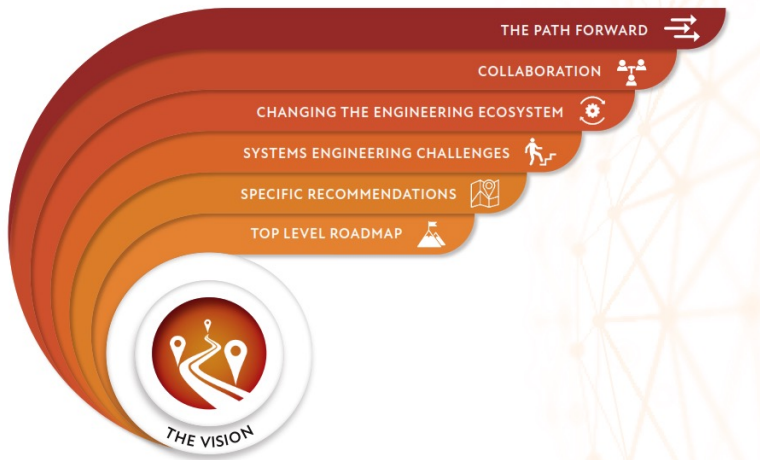 THE PATH FORWARD
COLLABORATION
CHANGING THE ENGINEERING ECOSYSTEM
SYSTEMS ENGINEERING CHALLENGES
SPECIFIC RECOMMENDATIONS
TOP LEVEL ROADMAP
THE VISION